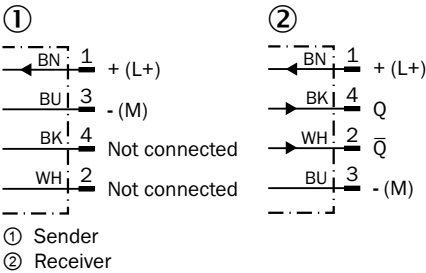 ① ②
BN 1 + (L+)
BU 3 - (M)
BK 4 Not connected
WH 2 Not connected
BN 1 + (L+)
BK 4 Q
WH 2 Q̅
BU 3 - (M)
① Sender
② Receiver